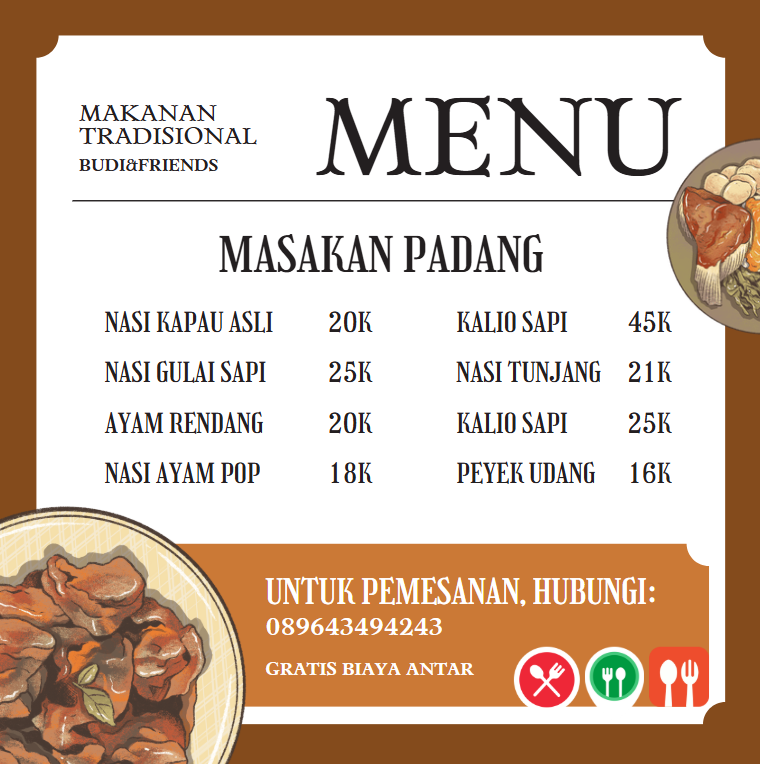 MAKANAN
TRADISIONAL
BUDI&FRIENDS
MENU
MASAKAN PADANG
NASI KAPAU ASLI 20K
NASI GULAI SAPI 25K
AYAM RENDANG 20K
NASI AYAM POP 18K
KALIO SAPI 45K
NASI TUNJANG 21K
KALIO SAPI 25K
PEYEK UDANG 16K
UNTUK PEMESANAN, HUBUNGI:
089643494243
GRATIS BIAYA ANTAR